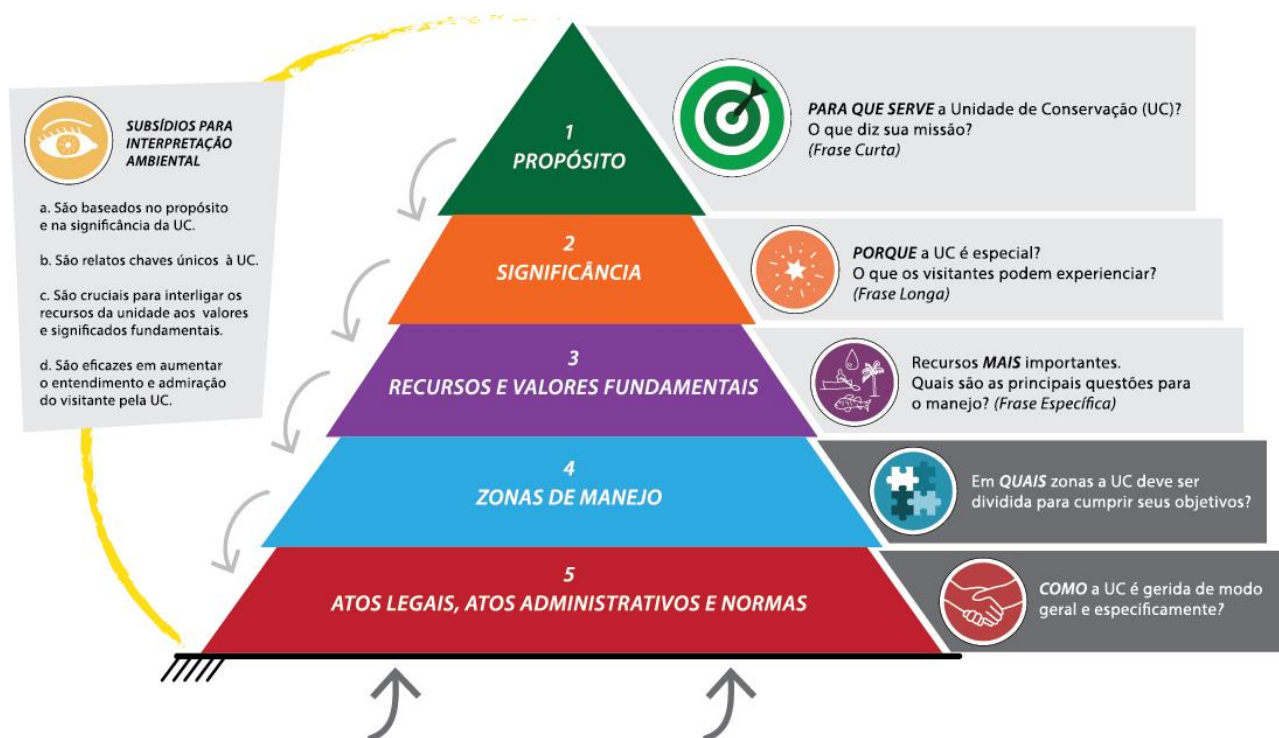 SUBSÍDIOS PARA
INTERPRETAÇÃO
AMBIENTAL
a. São baseados no propósito
e na significância da UC.
b. São relatos chaves únicos à UC.
c. São cruciais para interligar os
recursos da unidade aos valores
e significados fundamentais.
d. São eficazes em aumentar
o entendimento e admiração
do visitante pela UC.
1
PROPÓSITO
PARA QUE SERVE a Unidade de Conservação (UC)?
O que diz sua missão?
(Frase Curta)
2
SIGNIFICÂNCIA
PORQUE a UC é especial?
O que os visitantes podem experienciar?
(Frase Longa)
3
RECURSOS E VALORES FUNDAMENTAIS
Recursos MAIS importantes.
Quais são as principais questões para
o manejo? (Frase Específica)
4
ZONAS DE MANEJO
Em QUAIS zonas a UC deve ser
dividida para cumprir seus objetivos?
5
ATOS LEGAIS, ATOS ADMINISTRATIVOS E NORMAS
COMO a UC é gerida de modo
geral e especificamente?